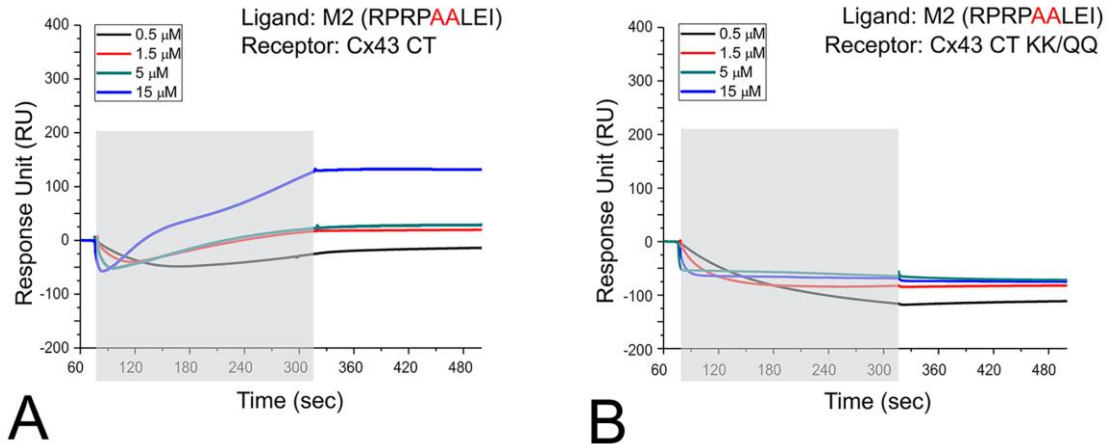 Ligand: M2 (RPRPAALEI)
Receptor: Cx43 CT
0.5 μM
1.5 μM
5 μM
15 μM
400
300
200
100
0
-100
-200
Response Unit (RU)
60 120 180 240 300 360 420 480
Time (sec)
A
Ligand: M2 (RPRPAALEI)
Receptor: Cx43 CT KK/QQ
0.5 μM
1.5 μM
5 μM
15 μM
400
300
200
100
0
-100
-200
Response Unit (RU)
60 120 180 240 300 360 420 480
Time (sec)
B